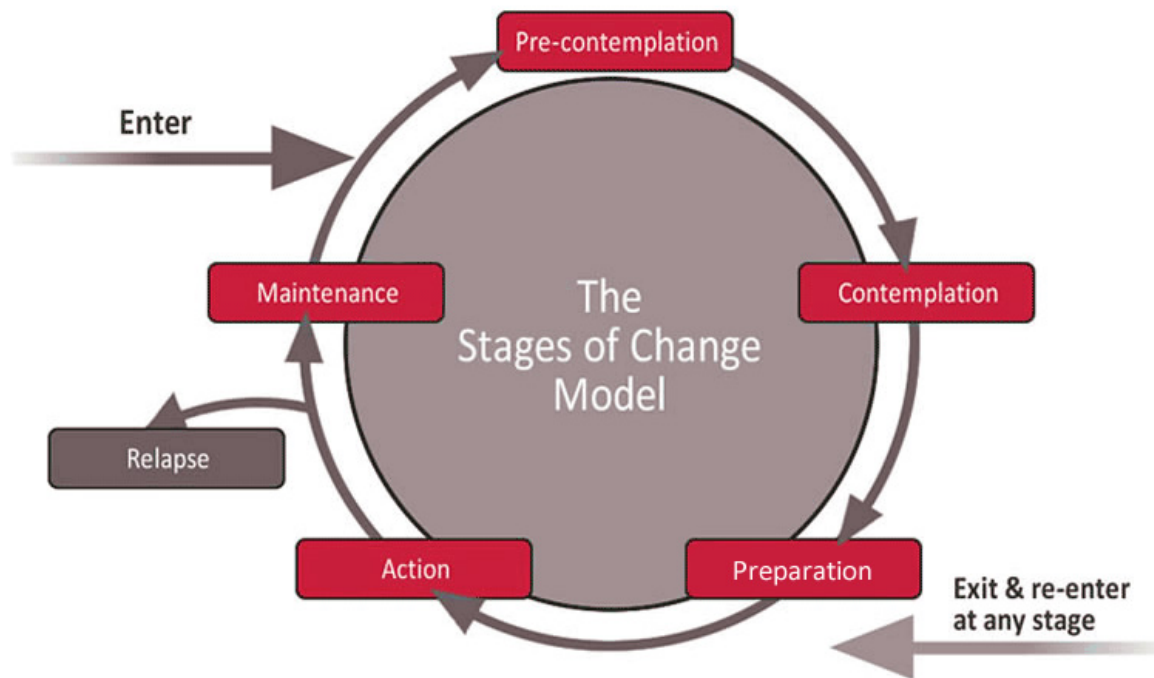 Pre-contemplation
Enter
Maintenance
Contemplation
The
Stages of Change
Model
Relapse
Action
Preparation
Exit & re-enter
at any stage